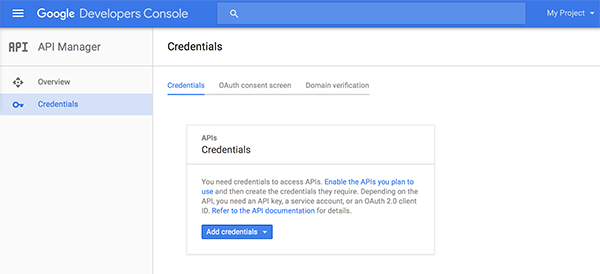 Google Developers Console
My Project
API API Manager
Credentials
Overview
Credentials
Credentials OAuth consent screen Domain verification
APIs
Credentials
You need credentials to access APIs. Enable the APIs you plan to
use and then create the credentials they require. Depending on the
API, you need an API key, a service account, or an OAuth 2.0 client
ID. Refer to the API documentation for details.
Add credentials